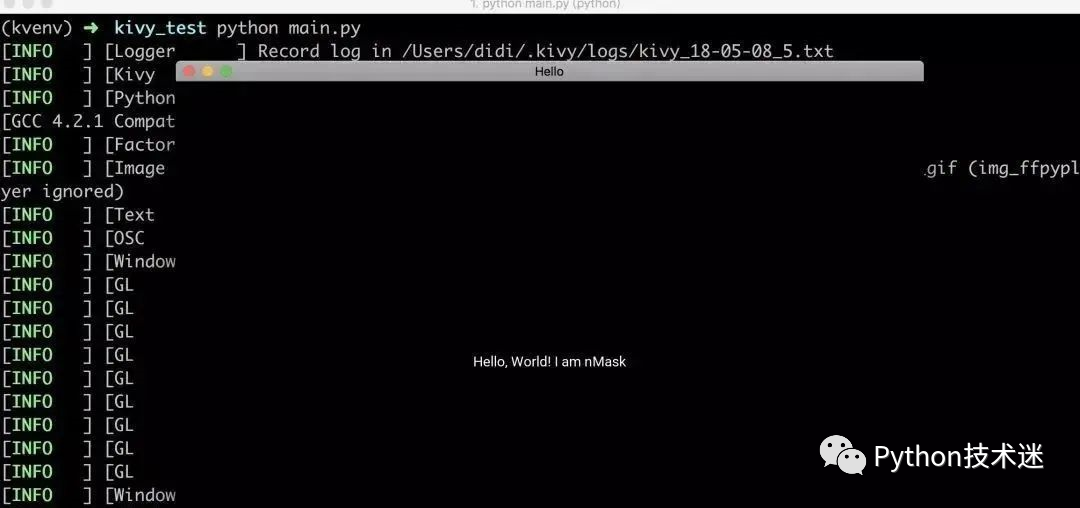 1. python main.py (python)
(kvenv) ➜ kivy_test python main.py
[INFO   ] [Logger      ] Record log in /Users/didi/.kivy/logs/kivy_18-05-08_5.txt
[INFO   ] [Kivy
Hello
[INFO   ] [Python
[GCC 4.2.1 Compat
[INFO   ] [Factor
[INFO   ] [Image .gif (img_ffpypl
yer ignored)
[INFO   ] [Text
[INFO   ] [OSC
[INFO   ] [Window
[INFO   ] [GL
[INFO   ] [GL
[INFO   ] [GL
[INFO   ] [GL
Hello, World! I am nMask
[INFO   ] [GL
[INFO   ] [GL
[INFO   ] [GL
[INFO   ] [GL
[INFO   ] [GL
[INFO   ] [Window
Python技术迷